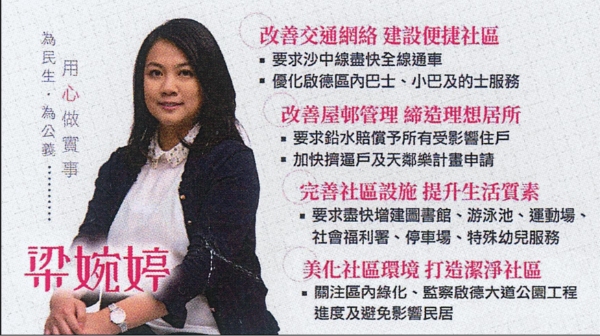 為民生・為公義
用心做實事
梁婉婷
改善交通網絡 建設便捷社區
▪ 要求沙中線盡快全線通車
▪ 優化啟德區內巴士、小巴及的士服務
改善屋邨管理 締造理想居所
▪ 要求鉛水賠償予所有受影響住戶
▪ 加快擠逼戶及天鄰樂計畫申請
完善社區設施 提升生活質素
▪ 要求盡快增建圖書館、游泳池、運動場、
社會福利署、停車場、特殊幼兒服務
美化社區環境 打造潔淨社區
▪ 關注區內綠化、監察啟德大道公園工程
進度及避免影響民居